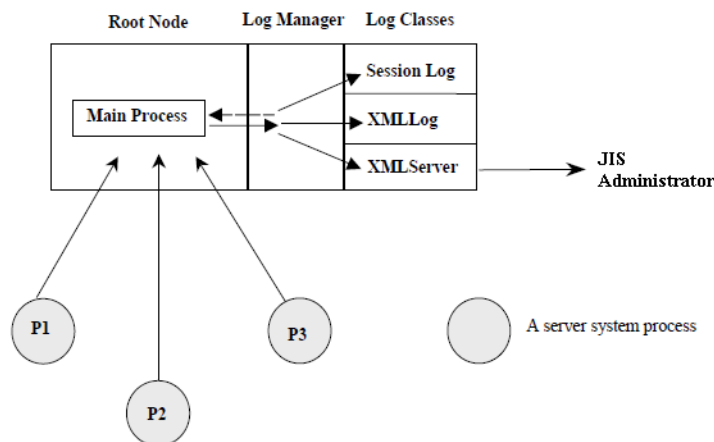 Root Node
Log Manager
Log Classes
Session Log
Main Process
XMLLog
XMLServer
JIS
Administrator
P1
P3
A server system process
P2